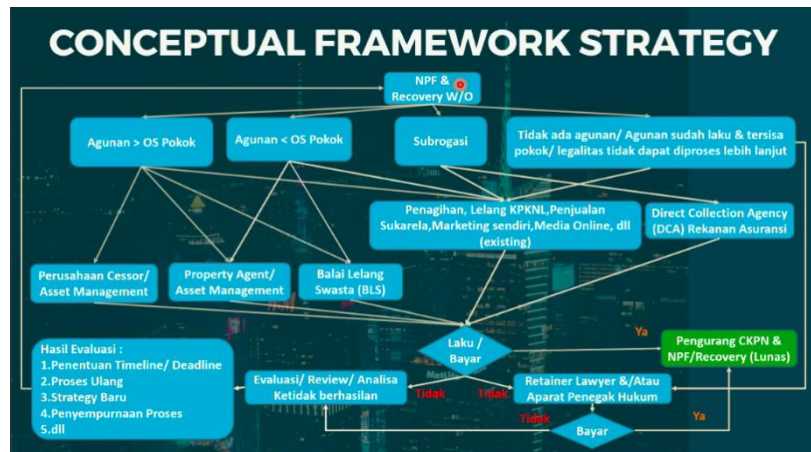 CONCEPTUAL FRAMEWORK STRATEGY
NPF &
Recovery W/O
Agunan > OS Pokok
Agunan < OS Pokok
Subrogasi
Tidak ada agunan/ Agunan sudah laku & tersisa
pokok/ legalitas tidak dapat diproses lebih lanjut
Penagihan, Lelang KPKNL,Penjualan
Sukarela,Marketing sendiri,Media Online, dll
(existing)
Direct Collection Agency
(DCA) Rekanan Asuransi
Perusahaan Cessor/
Asset Management
Property Agent/
Asset Management
Balai Lelang
Swasta (BLS)
Laku /
Bayar
Ya
Pengurang CKPN &
NPF/Recovery (Lunas)
Hasil Evaluasi :
1.Penentuan Timeline/ Deadline
2.Proses Ulang
3.Strategy Baru
4.Penyempurnaan Proses
5.dll
Evaluasi/ Review/ Analisa
Ketidak berhasilan
Tidak
Tidak
Retainer Lawyer &/Atau
Aparat Penegak Hukum
Tidak
Bayar
Ya
MetLife